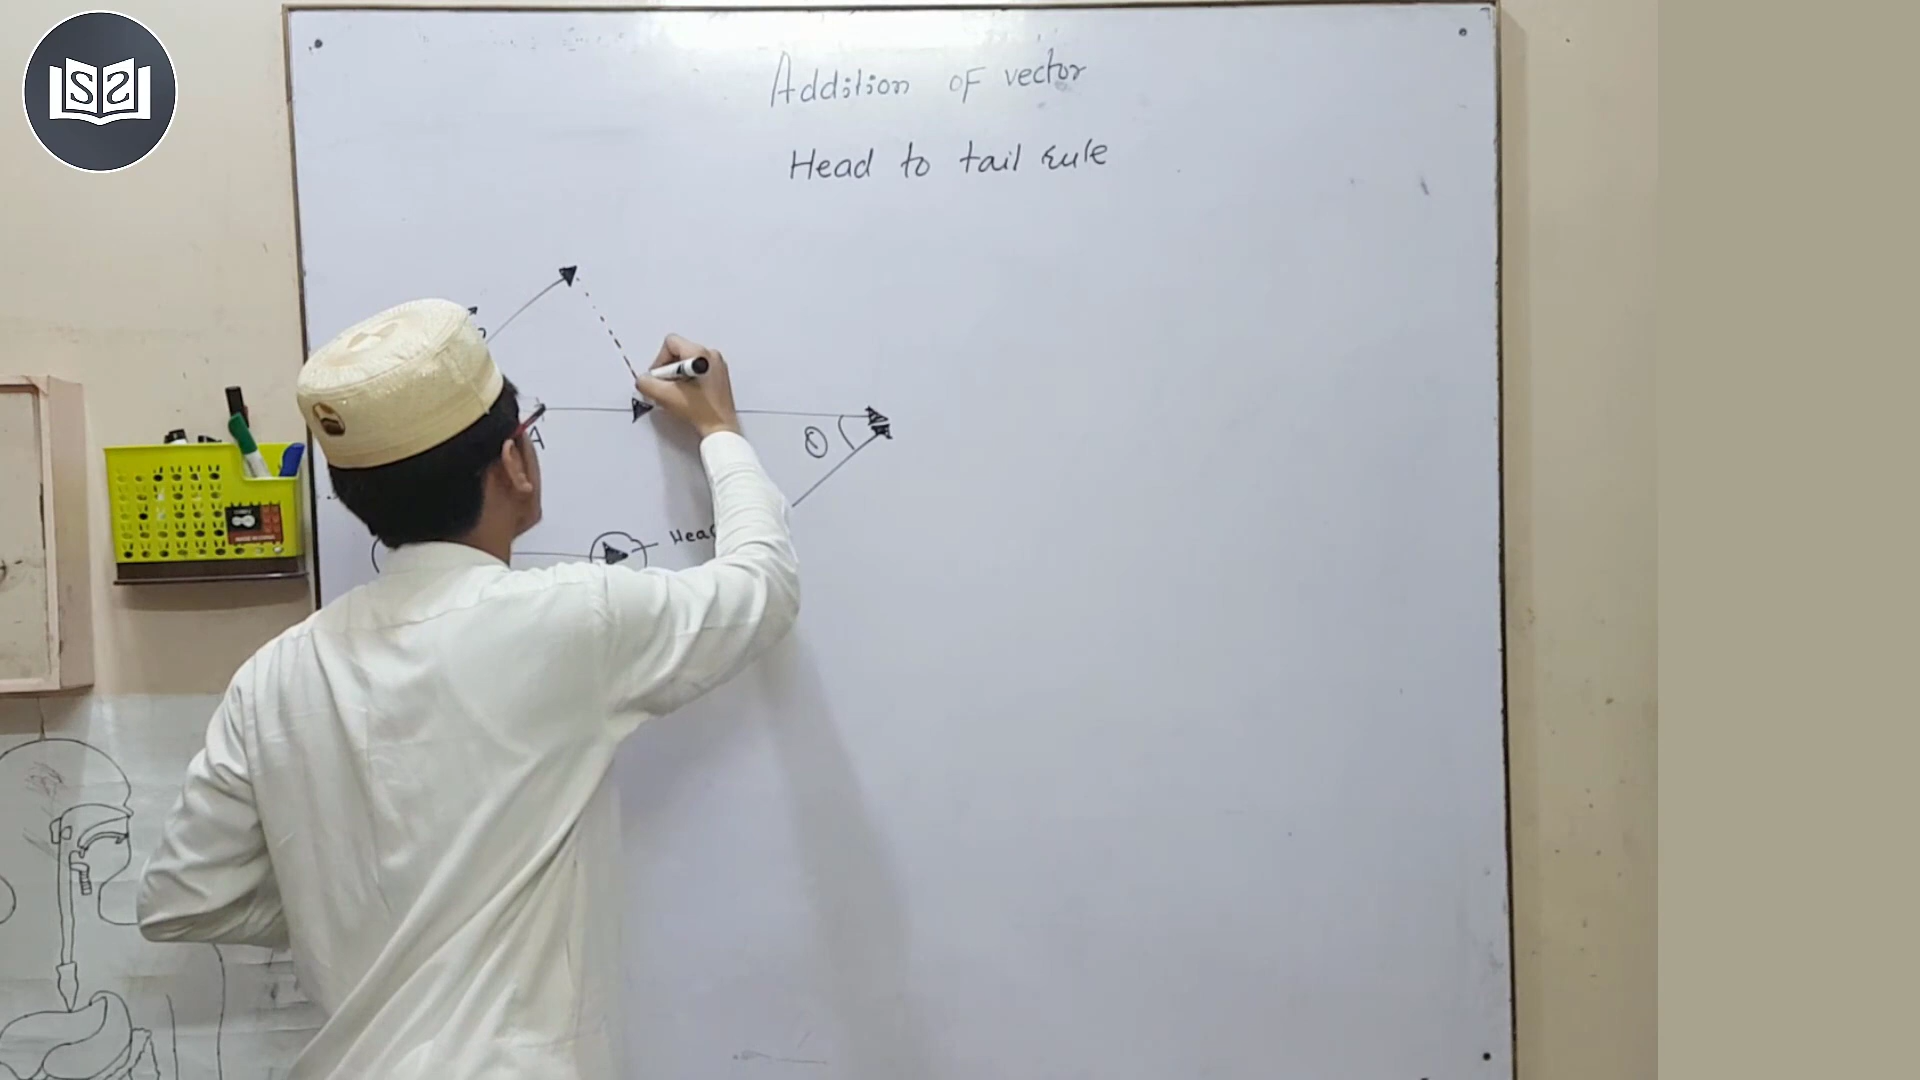 Addition of vector
Head to tail rule
A
Head